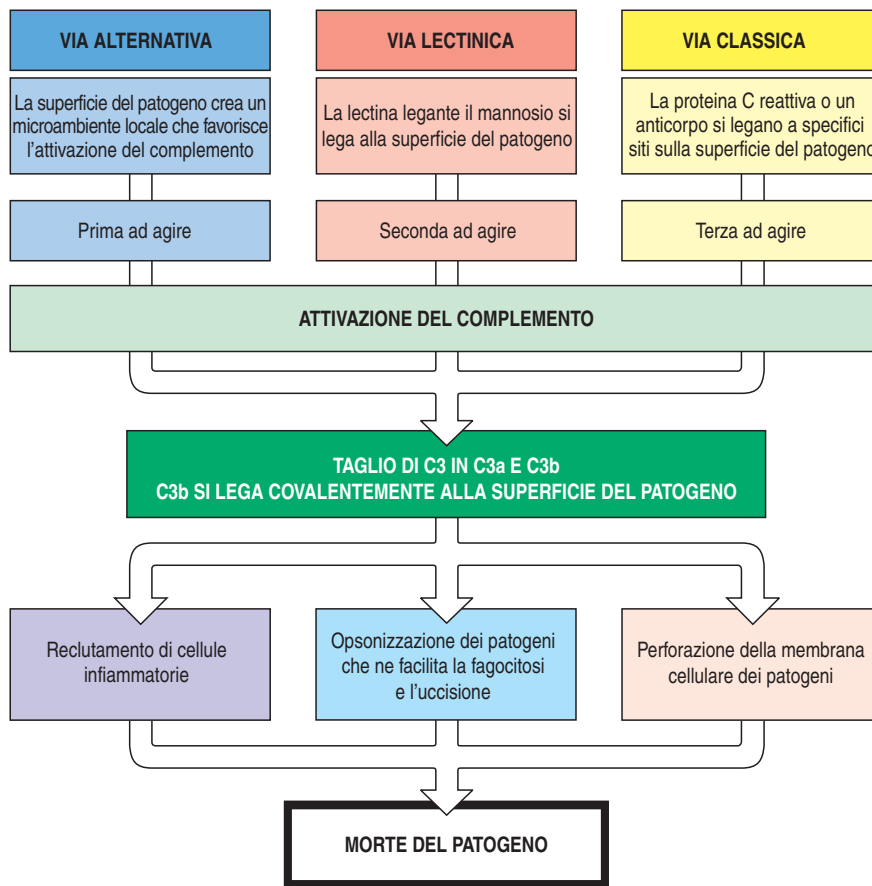 VIA ALTERNATIVA
VIA LECTINICA
VIA CLASSICA
La superficie del patogeno crea un
microambiente locale che favorisce
l'attivazione del complemento
La lectina legante il mannosio si
lega alla superficie del patogeno
La proteina C reattiva o un
anticorpo si legano a specifici
siti sulla superficie del patogeno
Prima ad agire
Seconda ad agire
Terza ad agire
ATTIVAZIONE DEL COMPLEMENTO
TAGLIO DI C3 IN C3a E C3b
C3b SI LEGA COVALENTEMENTE ALLA SUPERFICIE DEL PATOGENO
Reclutamento di cellule
infiammatorie
Opsonizzazione dei patogeni
che ne facilita la fagocitosi
e l'uccisione
Perforazione della membrana
cellulare dei patogeni
MORTE DEL PATOGENO